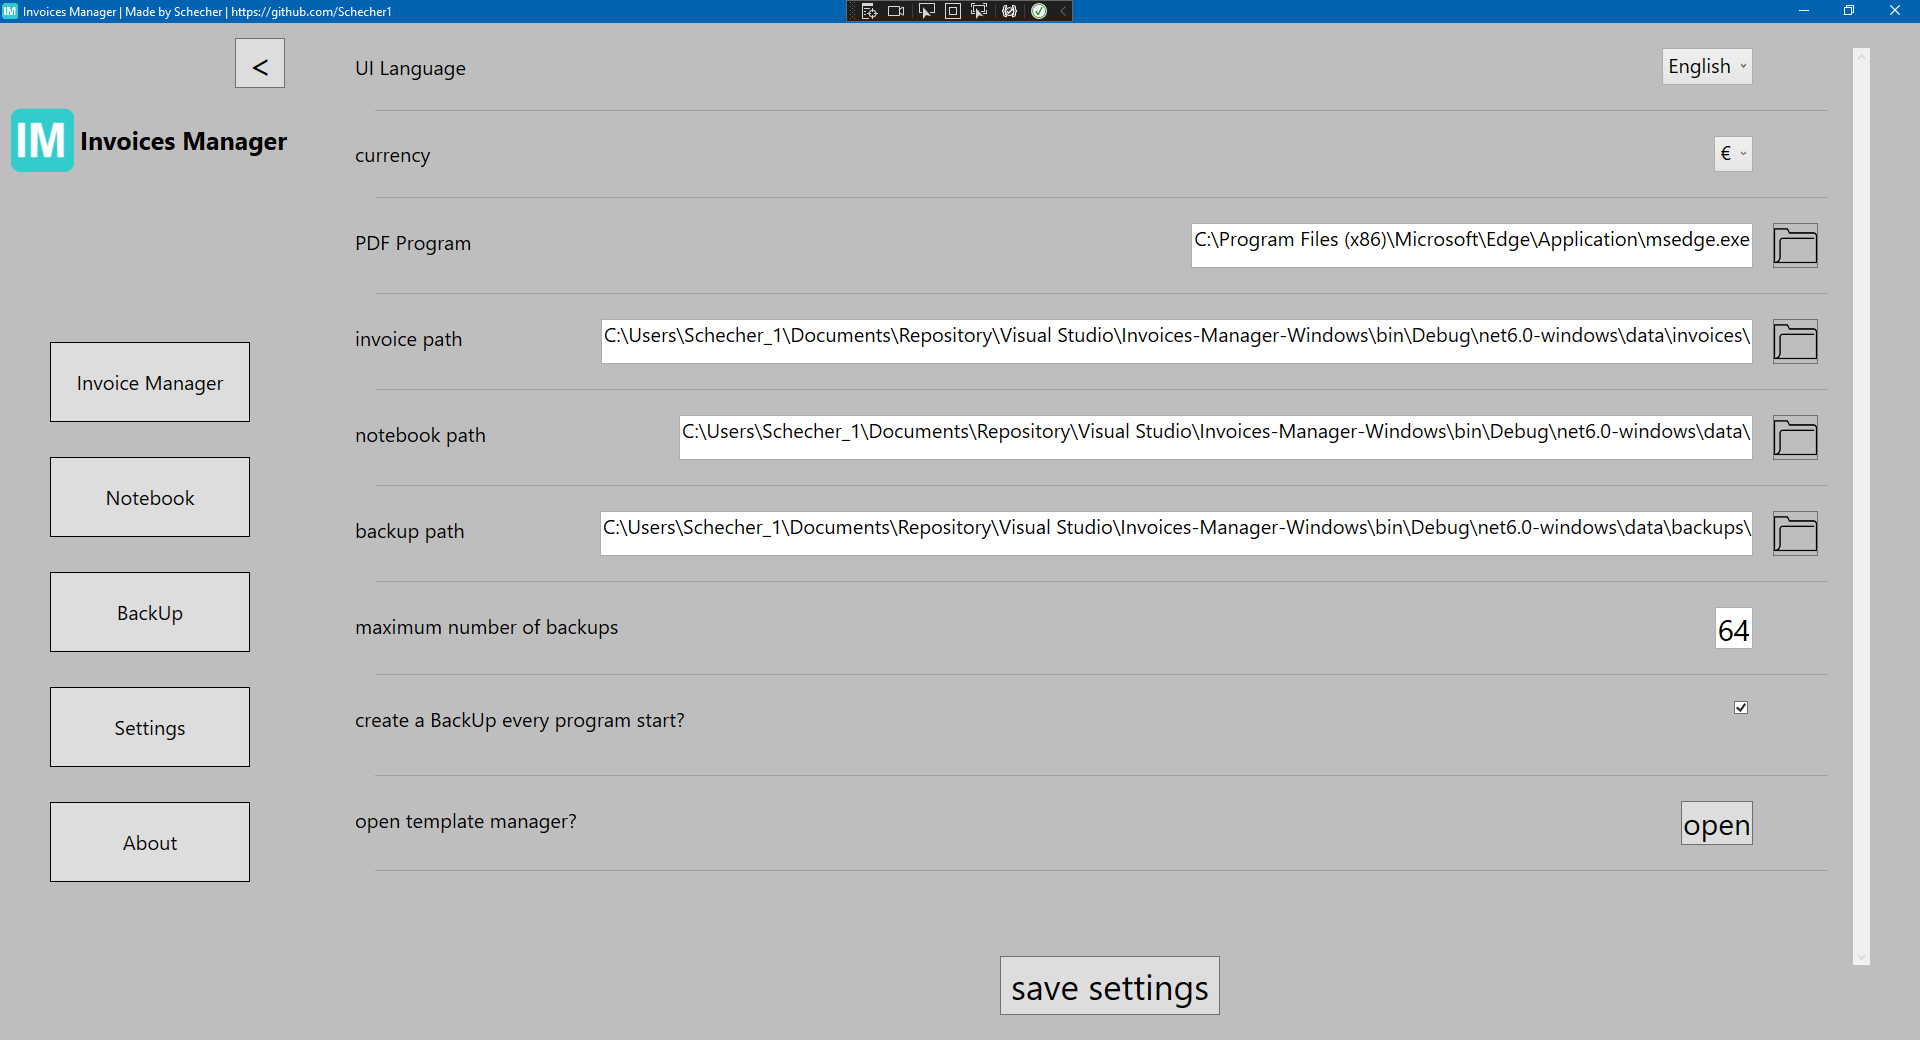 IM Invoices Manager | Made by Schecher | https://github.com/Schecher1
<
IM Invoices Manager
Invoice Manager
Notebook
BackUp
Settings
About
UI Language English
currency €
PDF Program C:\Program Files (x86)\Microsoft\Edge\Application\msedge.exe
invoice path C:\Users\Schecher_1\Documents\Repository\Visual Studio\Invoices-Manager-Windows\bin\Debug\net6.0-windows\data\invoices\
notebook path C:\Users\Schecher_1\Documents\Repository\Visual Studio\Invoices-Manager-Windows\bin\Debug\net6.0-windows\data\
backup path C:\Users\Schecher_1\Documents\Repository\Visual Studio\Invoices-Manager-Windows\bin\Debug\net6.0-windows\data\backups\
maximum number of backups 64
create a BackUp every program start?
open template manager? open
save settings